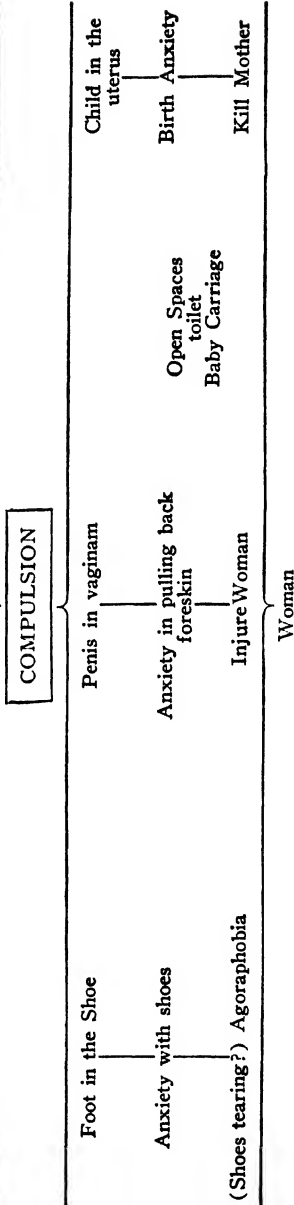 COMPULSION
Foot in the Shoe
Anxiety with shoes
(Shoes tearing?) Agoraphobia
Penis in vaginam
Anxiety in pulling back
foreskin
Injure Woman
Open Spaces
toilet
Baby Carriage
Child in the
uterus
Birth Anxiety
Kill Mother
Woman